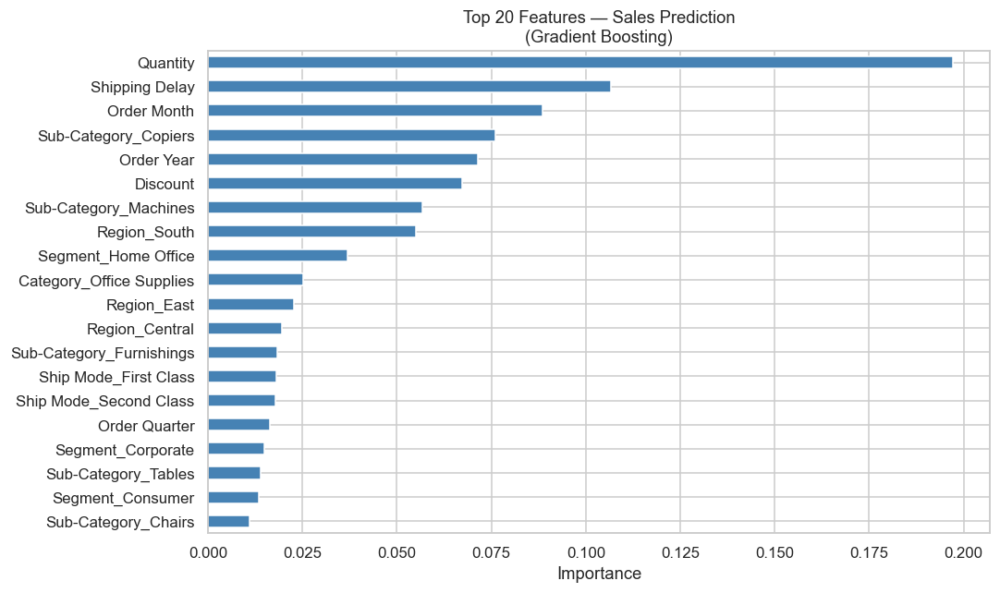 Top 20 Features — Sales Prediction
(Gradient Boosting)
Quantity
Shipping Delay
Order Month
Sub-Category_Copiers
Order Year
Discount
Sub-Category_Machines
Region_South
Segment_Home Office
Category_Office Supplies
Region_East
Region_Central
Sub-Category_Furnishings
Ship Mode_First Class
Ship Mode_Second Class
Order Quarter
Segment_Corporate
Sub-Category_Tables
Segment_Consumer
Sub-Category_Chairs
0.000 0.025 0.050 0.075 0.100 0.125 0.150 0.175 0.200
Importance